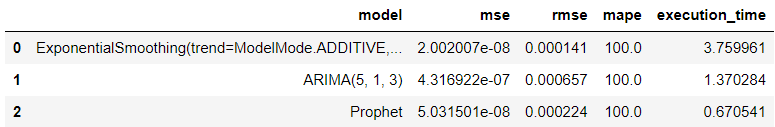 model mse rmse mape execution_time
0 ExponentialSmoothing(trend=ModelMode.ADDITIVE,... 2.002007e-08 0.000141 100.0 3.759961
1 ARIMA(5, 1, 3) 4.316922e-07 0.000657 100.0 1.370284
2 Prophet 5.031501e-08 0.000224 100.0 0.670541